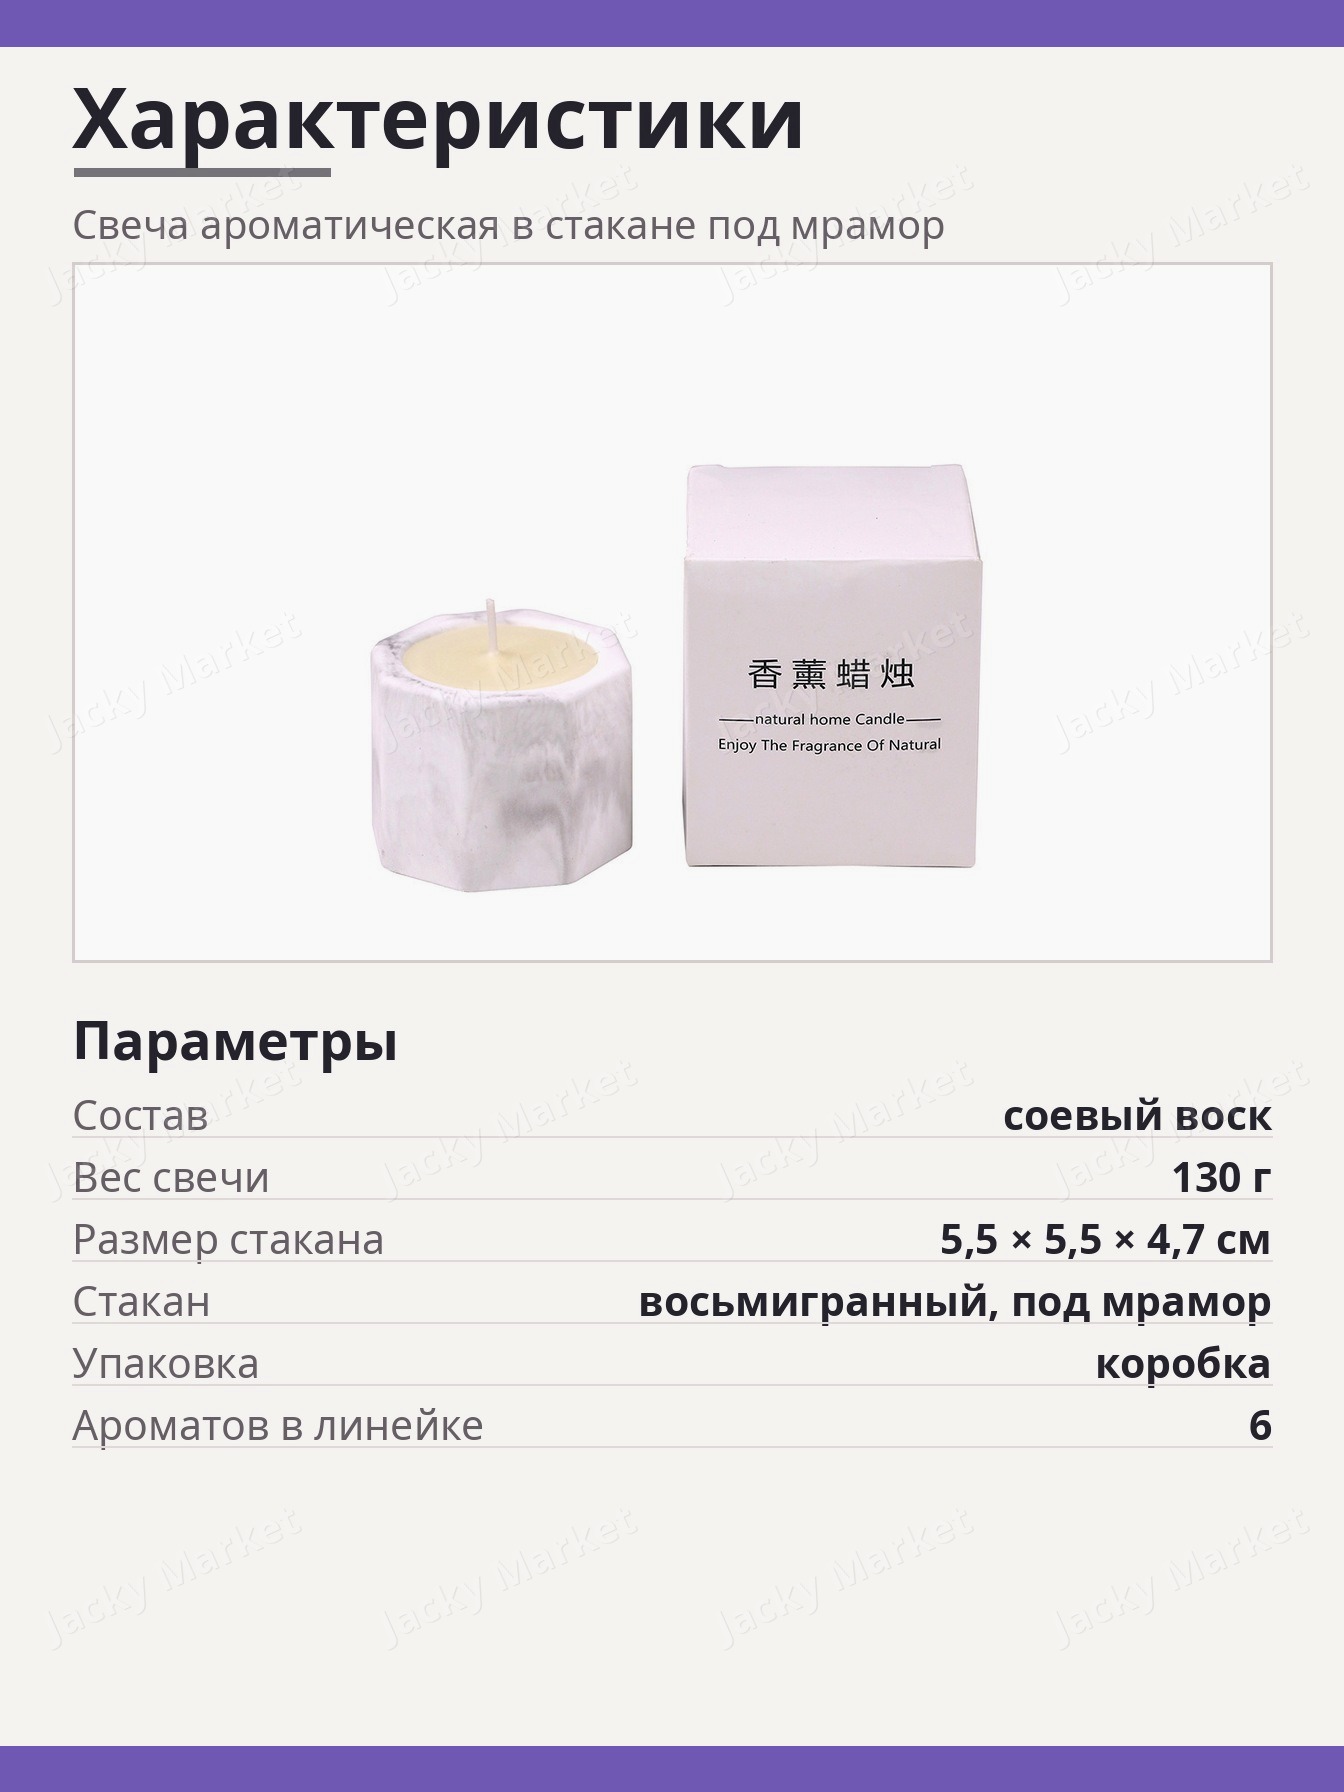 Характеристики
Свеча ароматическая в стакане под мрамор
香薰蜡烛
natural home Candle
Enjoy The Fragrance Of Natural
Параметры
Состав соевый воск
Вес свечи 130 г
Размер стакана 5,5 × 5,5 × 4,7 см
Стакан восьмигранный, под мрамор
Упаковка коробка
Ароматов в линейке 6
Jacky Market